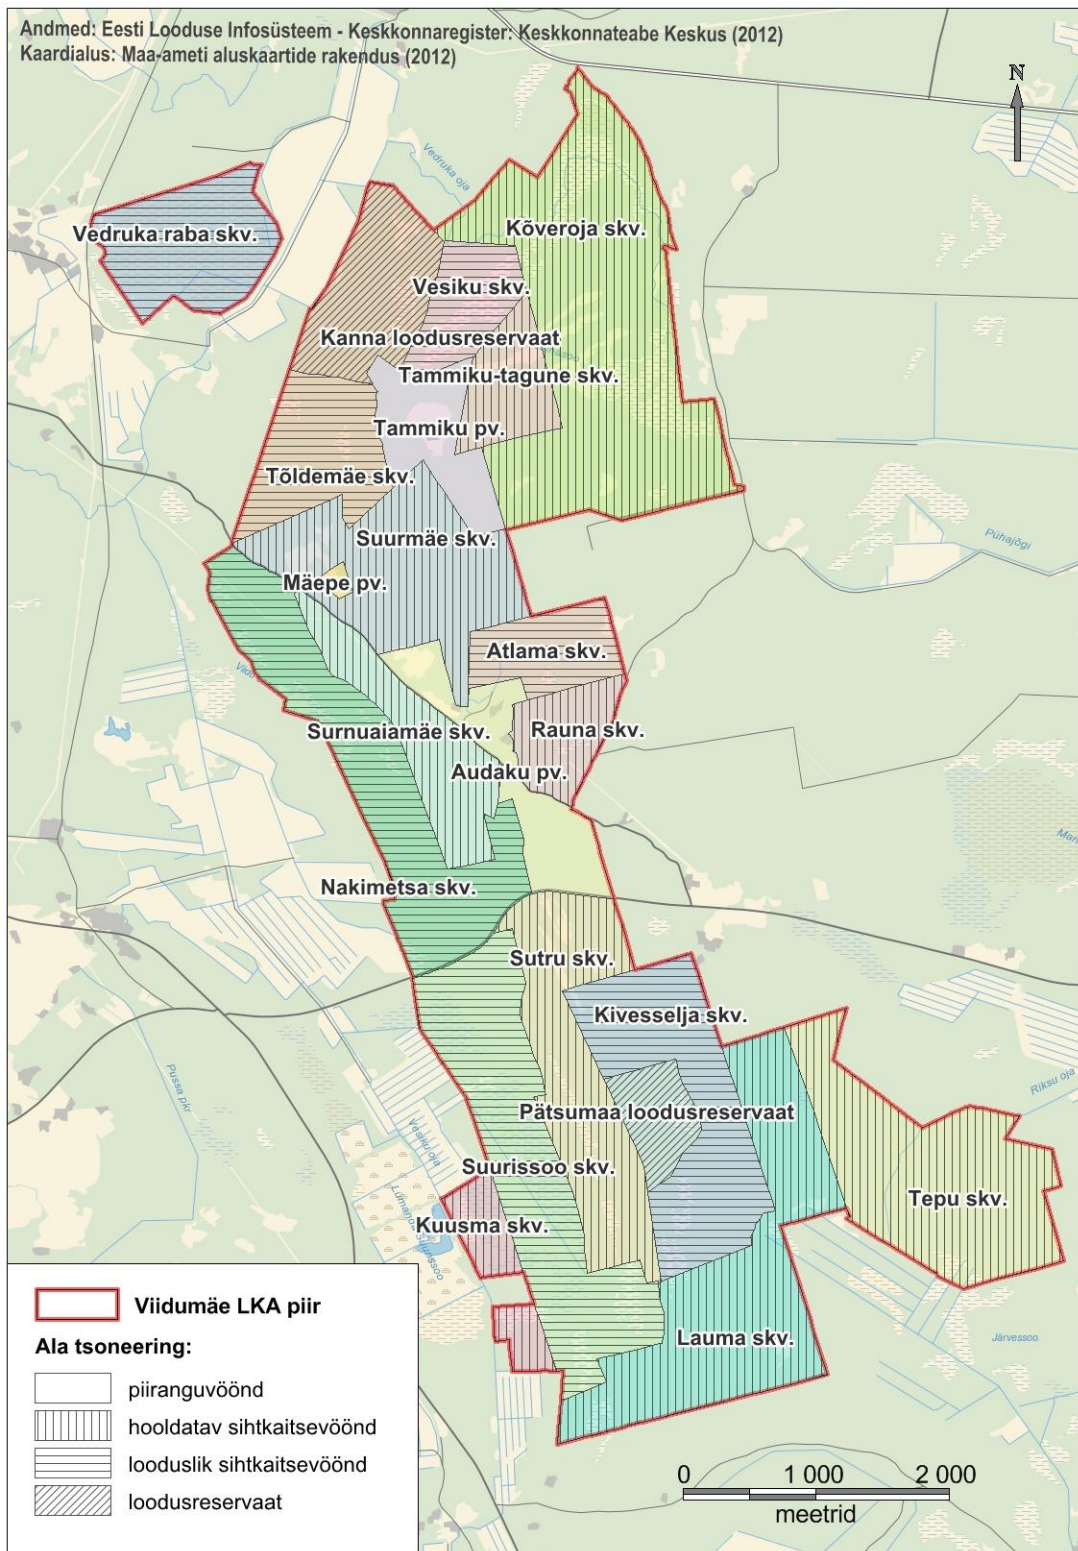 Andmed: Eesti Looduse Infosüsteem - Keskkonnaregister: Keskkonnateabe Keskus (2012)
Kaardialus: Maa-ameti aluskaartide rakendus (2012)
N
Vedruka oja
Vedruka raba skv.
Kõveroja skv.
Vesiku skv.
Kanna loodusreservaat
Tammiku-tagune skv.
Tammiku pv.
Tõldemäe skv.
Suurmäe skv.
Pühajõgi
Mäepe pv.
Atlama skv.
Surnuaiamäe skv.
Rauna skv.
Audaku pv.
Nakimetsa skv.
Sutru skv.
Kivesselja skv.
Pussa pkr
Riksu oja
Vesiku oja
Pätsumaa loodusreservaat
Suurissoo skv.
Tepu skv.
Kuusma skv.
Lauma skv.
Järvessoo
Viidumäe LKA piir
Ala tsoneering:
piiranguvöönd
hooldatav sihtkaitsevöönd
looduslik sihtkaitsevöönd
loodusreservaat
0 1 000 2 000
meetrid